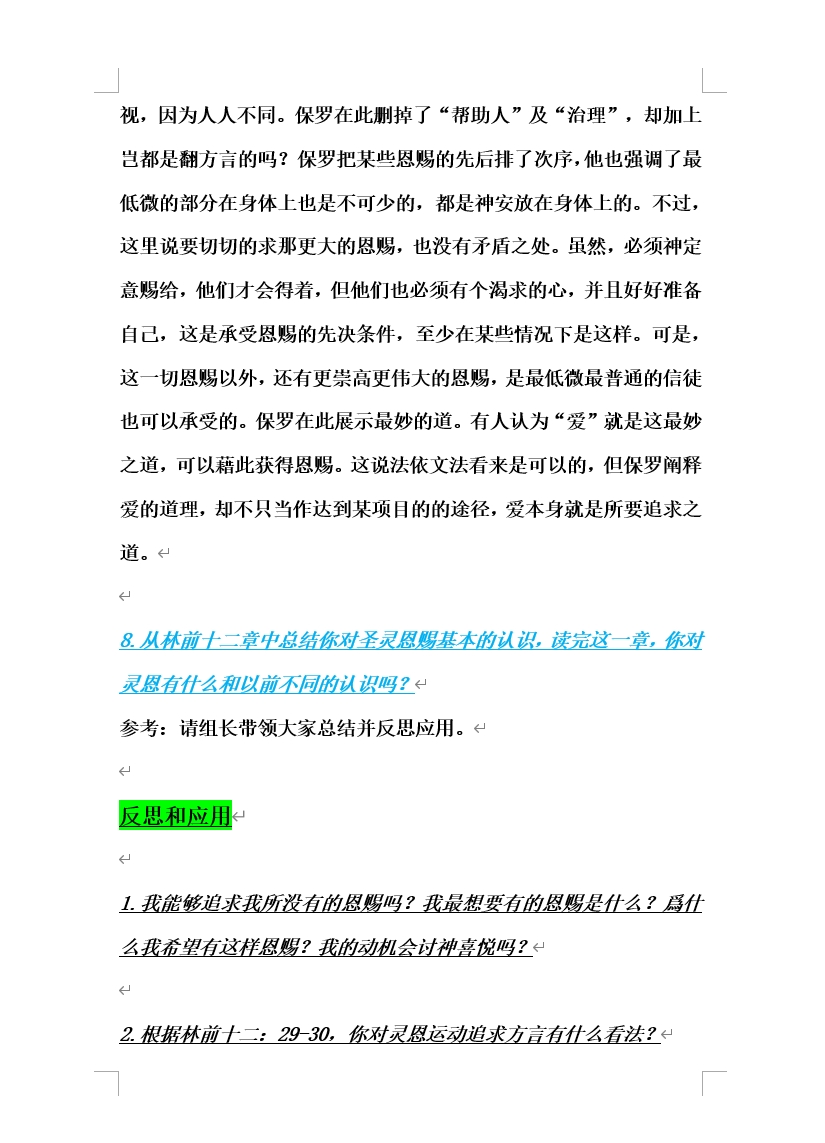 视，因为人人不同。保罗在此删掉了“帮助人”及“治理”，却加上
岂都是翻方言的吗？保罗把某些恩赐的先后排了次序，他也强调了最
低微的部分在身体上也是不可少的，都是神安放在身体上的。不过，
这里说要切切的求那更大的恩赐，也没有矛盾之处。虽然，必须神定
意赐给，他们才会得着，但他们也必须有个渴求的心，并且好好准备
自己，这是承受恩赐的先决条件，至少在某些情况下是这样。可是，
这一切恩赐以外，还有更崇高更伟大的恩赐，是最低微最普通的信徒
也可以承受的。保罗在此展示最妙的道。有人认为“爱”就是这最妙
之道，可以藉此获得恩赐。这说法依文法看来是可以的，但保罗阐释
爱的道理，却不只当作达到某项目的的途径，爱本身就是所要追求之
道。
8.从林前十二章中总结你对圣灵恩赐基本的认识，读完这一章，你对
灵恩有什么和以前不同的认识吗？
参考：请组长带领大家总结并反思应用。
反思和应用
1.我能够追求我所没有的恩赐吗？我最想要有的恩赐是什么？爲什
么我希望有这样恩赐？我的动机会讨神喜悦吗？
2.根据林前十二：29-30，你对灵恩运动追求方言有什么看法？